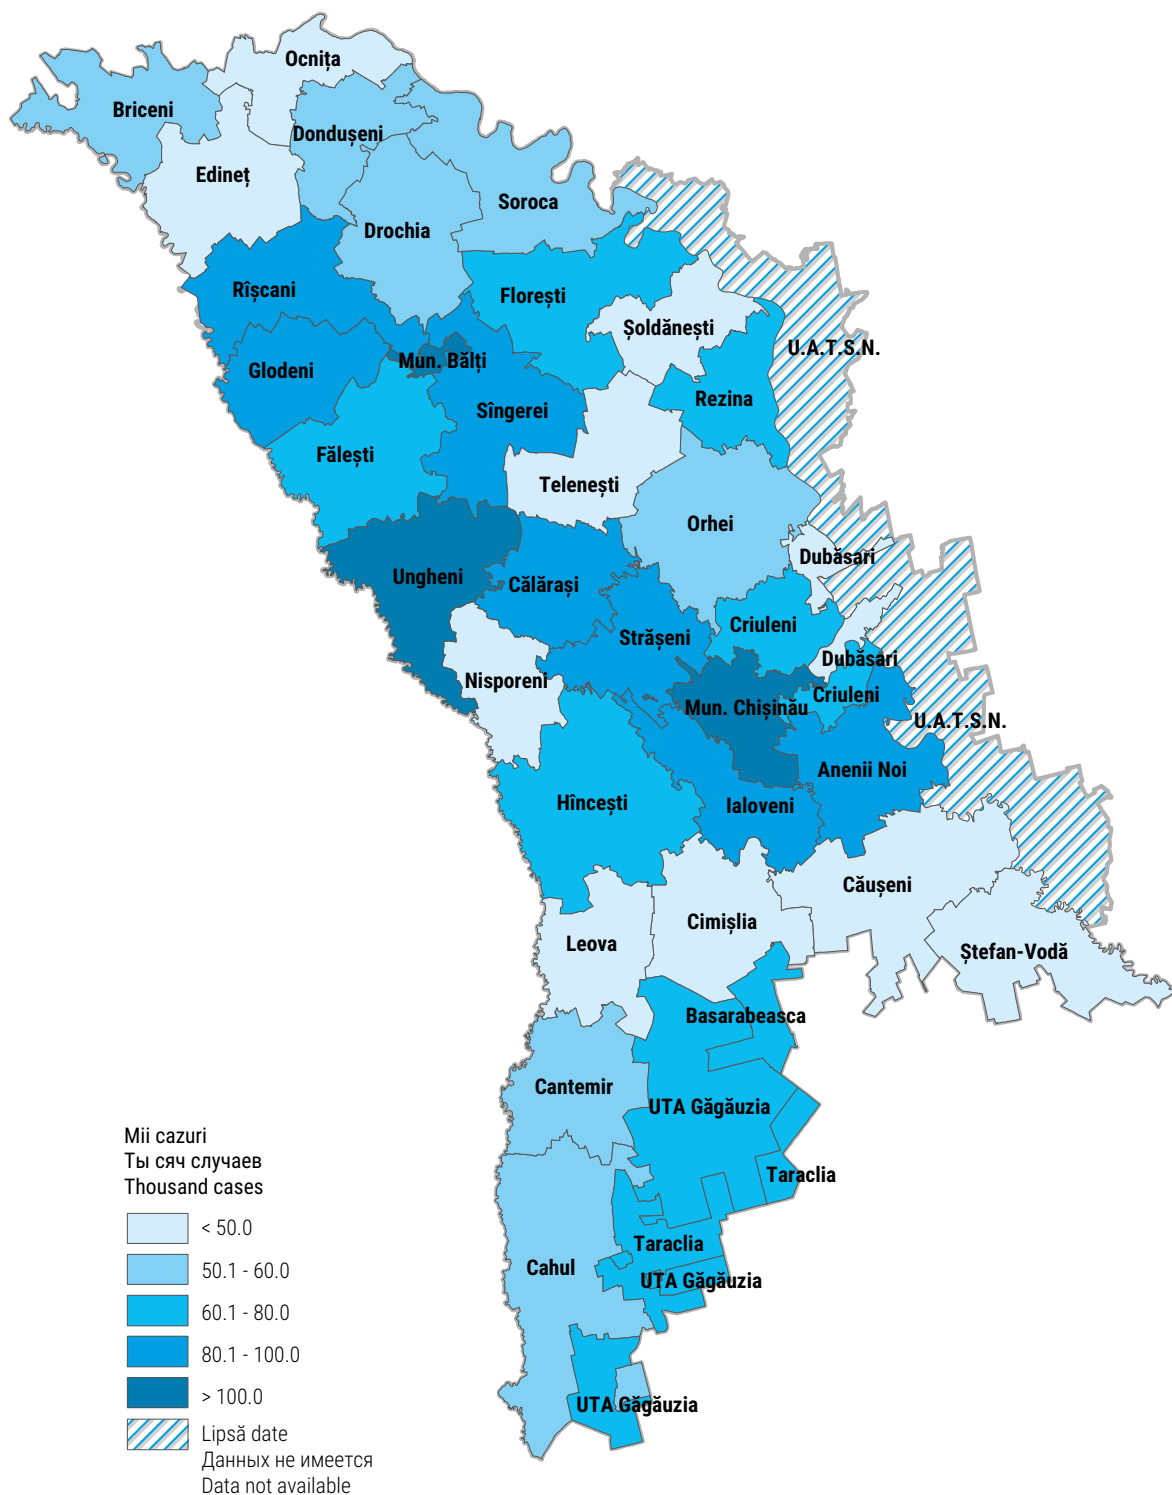 Ocnița
Briceni
Dondușeni
Edineț
Soroca
Drochia
Rîșcani
Florești
Șoldănești
U.A.T.S.N.
Mun. Bălți
Glodeni
Rezina
Sîngerei
Fălești
Telenești
Orhei
Dubăsari
Ungheni
Călărași
Criuleni
Strășeni
Dubăsari
Nisporeni
Criuleni
Mun. Chișinău
U.A.T.S.N.
Anenii Noi
Hîncești
Ialoveni
Căușeni
Cimișlia
Leova
Ștefan-Vodă
Basarabeasca
Cantemir
UTA Găgăuzia
Taraclia
Taraclia
Cahul
UTA Găgăuzia
UTA Găgăuzia
Mii cazuri
Ты сяч случаев
Thousand cases
< 50.0
50.1 - 60.0
60.1 - 80.0
80.1 - 100.0
> 100.0
Lipsă date
Данных не имеется
Data not available